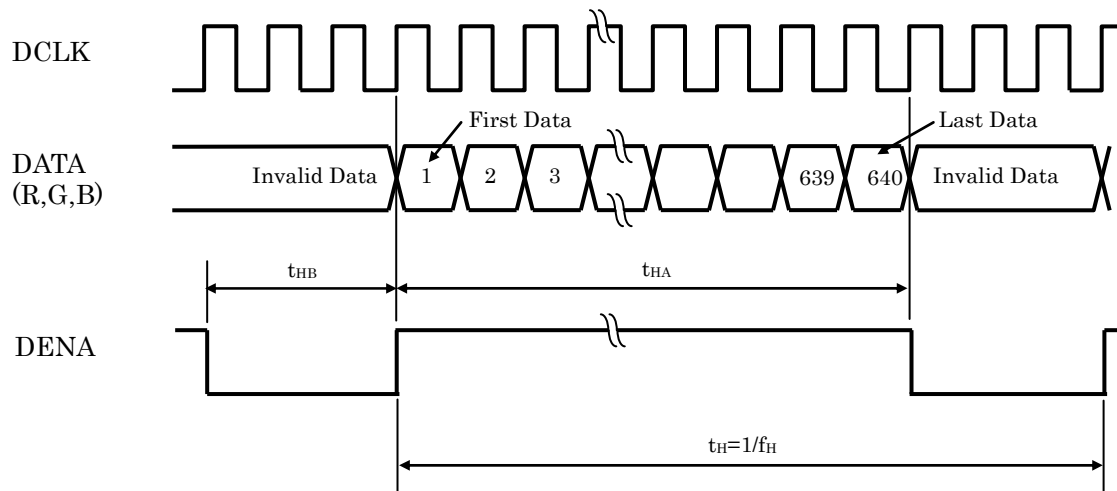 DCLK
First Data
Last Data
DATA
(R,G,B)
Invalid Data
1
2
3
639
640
Invalid Data
tHB
tHA
DENA
tH=1/fH